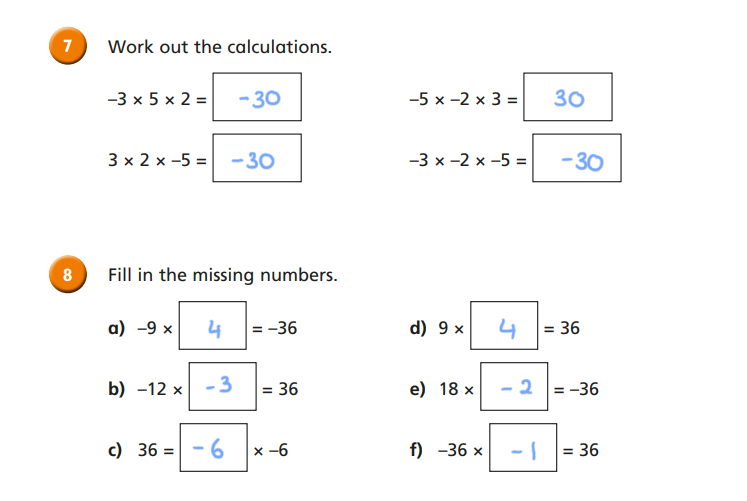 7 Work out the calculations.
–3 × 5 × 2 = -30
–5 × –2 × 3 = 30
3 × 2 × –5 = -30
–3 × –2 × –5 = -30
8 Fill in the missing numbers.
a) –9 × 4 = –36
d) 9 × 4 = 36
b) –12 × -3 = 36
e) 18 × -2 = –36
c) 36 = -6 × –6
f) –36 × -1 = 36